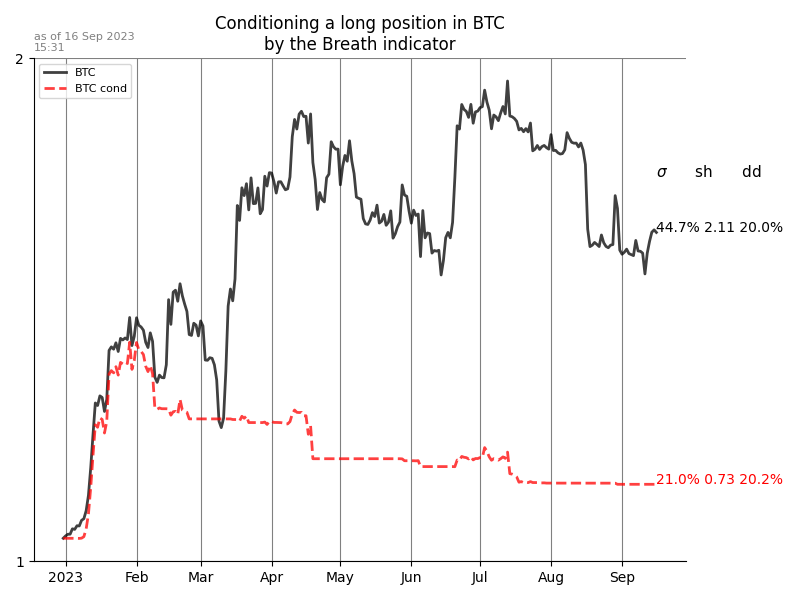 Conditioning a long position in BTC
by the Breath indicator
as of 16 Sep 2023
15:31
2
BTC
BTC cond
σ sh dd
44.7% 2.11 20.0%
21.0% 0.73 20.2%
1
2023 Feb Mar Apr May Jun Jul Aug Sep